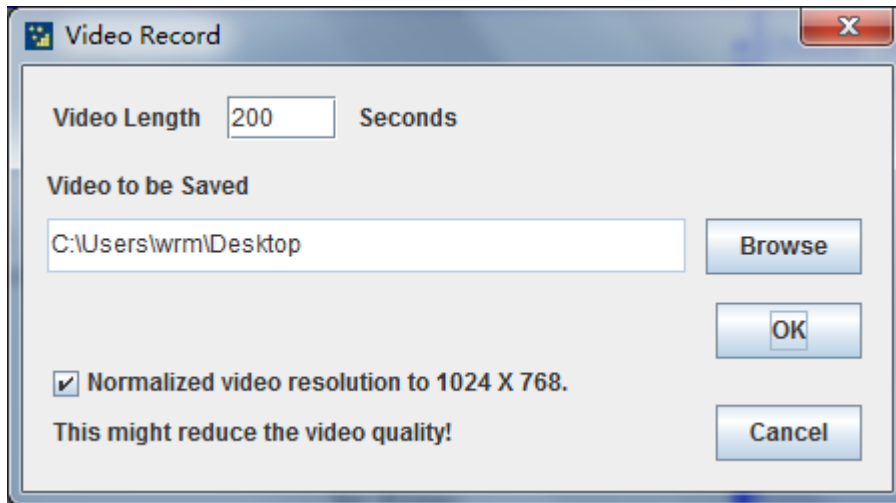 Video Record
Video Length 200 Seconds
Video to be Saved
C:\Users\wrm\Desktop Browse
OK
Normalized video resolution to 1024 X 768.
This might reduce the video quality! Cancel